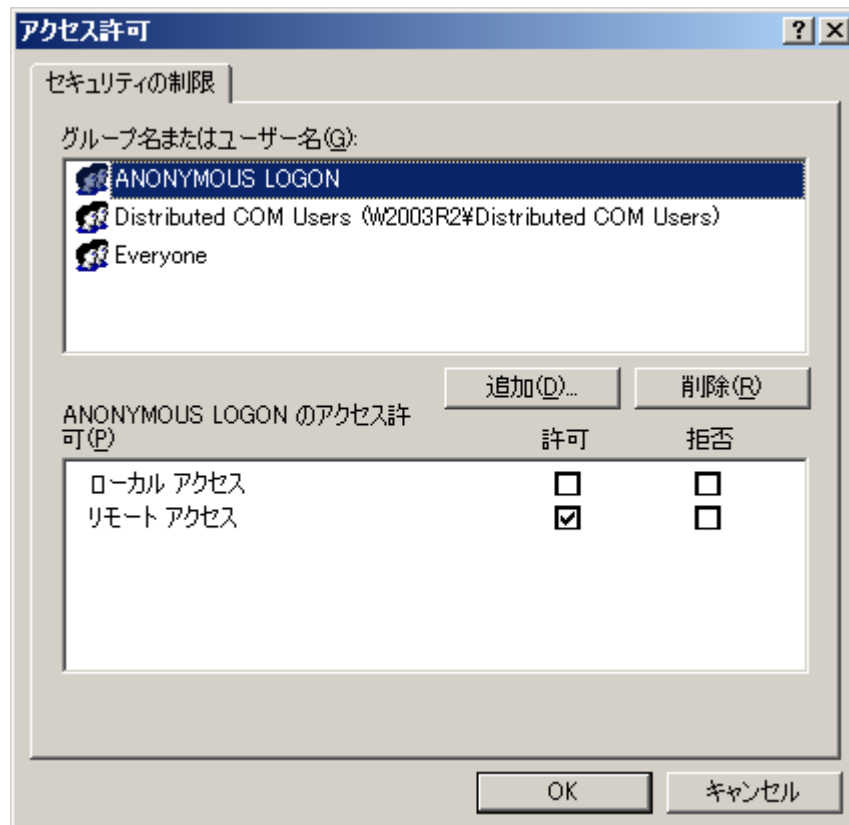 アクセス許可
セキュリティの制限
グループ名またはユーザー名(G):
ANONYMOUS LOGON
Distributed COM Users (W2003R2¥Distributed COM Users)
Everyone
追加(D)... 削除(R)
ANONYMOUS LOGON のアクセス許
可(P) 許可 拒否
ローカル アクセス
リモート アクセス
OK キャンセル